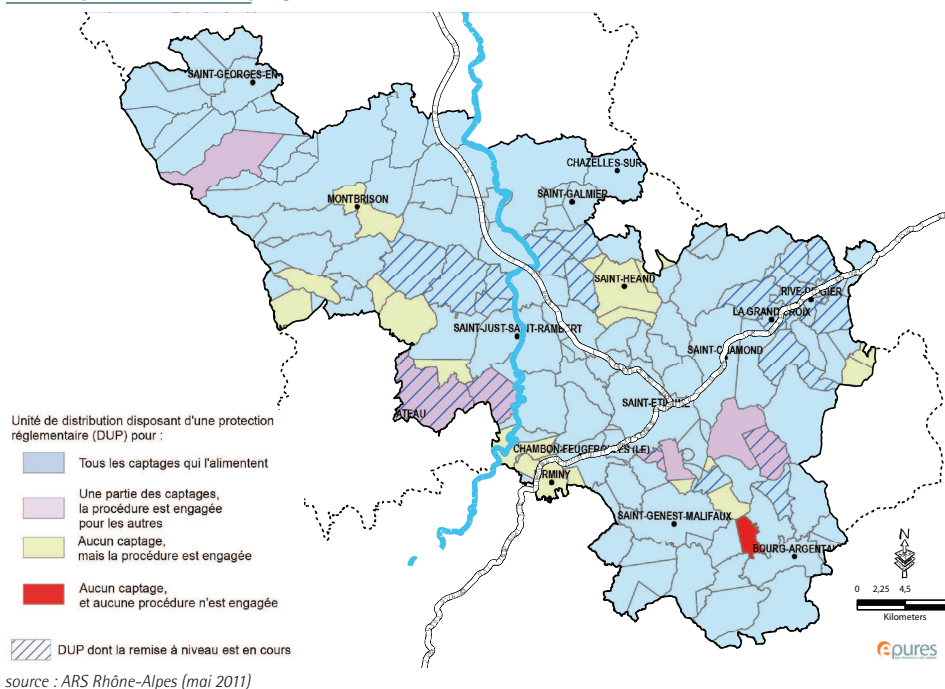 SAINT-GEORGES-EN-
CHAZELLES-SUR-
SAINT-GALMIER
MONTBRISON
SAINT-HEAND
RIVE-DE-GIER
LA GRAND-CROIX
SAINT-JUST-SAINT-RAMBERT
SAINT-CHAMOND
SAINT-ETIENNE
ATEAU
CHAMBON-FEUGEROLLES (LE)
RMINY
SAINT-GENEST-MALIFAUX
BOURG-ARGENTAL
Unité de distribution disposant d'une protection
réglementaire (DUP) pour :
Tous les captages qui l'alimentent
Une partie des captages,
la procédure est engagée
pour les autres
Aucun captage,
mais la procédure est engagée
Aucun captage,
et aucune procédure n'est engagée
DUP dont la remise à niveau est en cours
N
0 2,25 4,5
Kilometers
epures
source : ARS Rhône-Alpes (mai 2011)